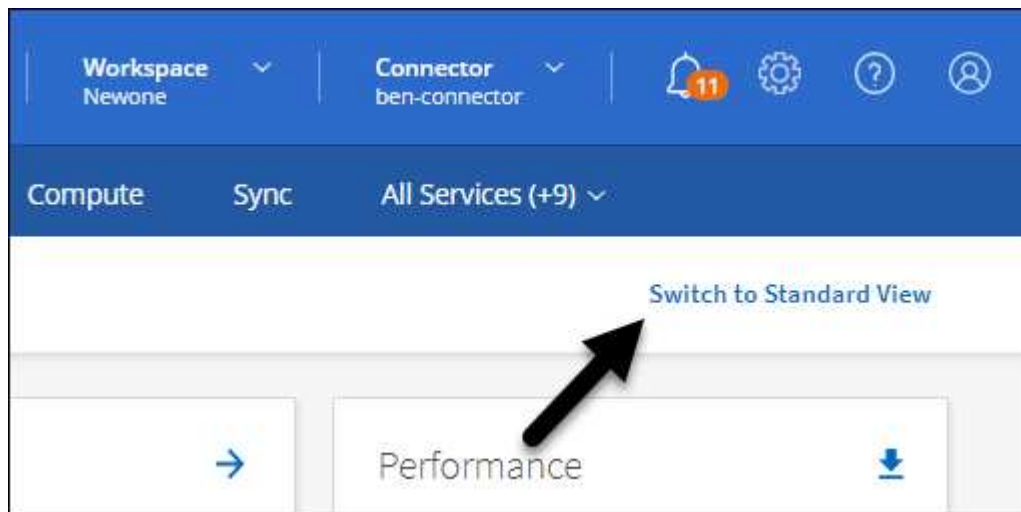 Workspace
Newone
Connector
ben-connector
11
?
Compute
Sync
All Services (+9)
Switch to Standard View
Performance